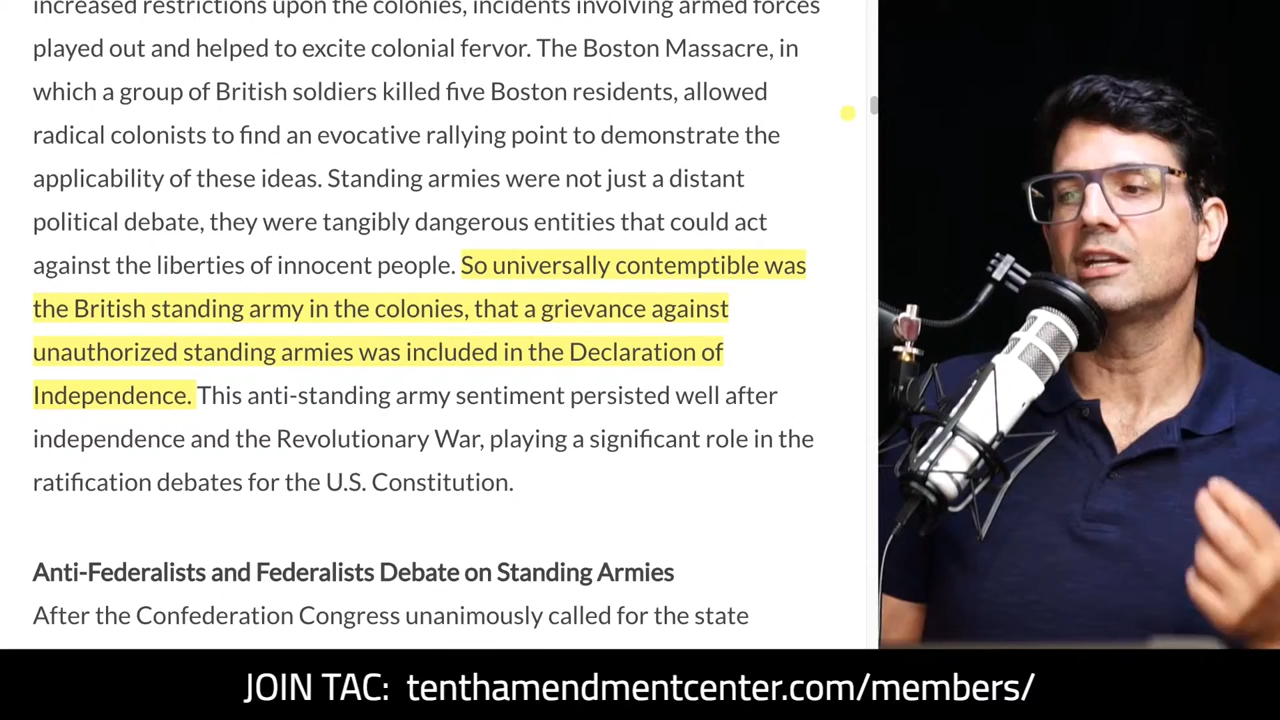 increased restrictions upon the colonies, incidents involving armed forces
played out and helped to excite colonial fervor. The Boston Massacre, in
which a group of British soldiers killed five Boston residents, allowed
radical colonists to find an evocative rallying point to demonstrate the
applicability of these ideas. Standing armies were not just a distant
political debate, they were tangibly dangerous entities that could act
against the liberties of innocent people. So universally contemptible was
the British standing army in the colonies, that a grievance against
unauthorized standing armies was included in the Declaration of
Independence. This anti-standing army sentiment persisted well after
independence and the Revolutionary War, playing a significant role in the
ratification debates for the U.S. Constitution.
Anti-Federalists and Federalists Debate on Standing Armies
After the Confederation Congress unanimously called for the state
JOIN TAC: tenthamendmentcenter.com/members/